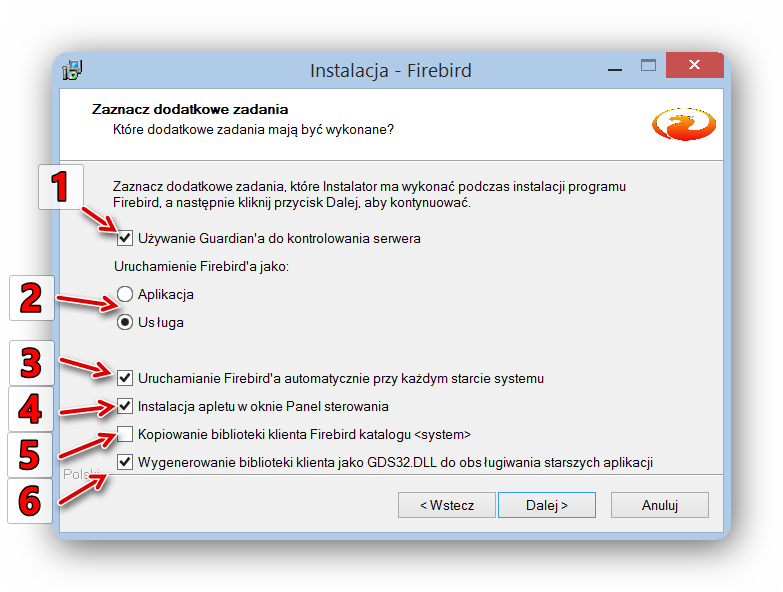 Instalacja - Firebird
Zaznacz dodatkowe zadania
Które dodatkowe zadania mają być wykonane?
1
Zaznacz dodatkowe zadania, które Instalator ma wykonać podczas instalacji programu
Firebird, a następnie kliknij przycisk Dalej, aby kontynuować.
Używanie Guardian'a do kontrolowania serwera
Uruchamienie Firebird'a jako:
2
Aplikacja
Usługa
3
Uruchamianie Firebird'a automatycznie przy każdym starcie systemu
4
Instalacja apletu w oknie Panel sterowania
5
Kopiowanie biblioteki klienta Firebird katalogu <system>
Wygenerowanie biblioteki klienta jako GDS32.DLL do obsługiwania starszych aplikacji
Polski
6
< Wstecz
Dalej >
Anuluj